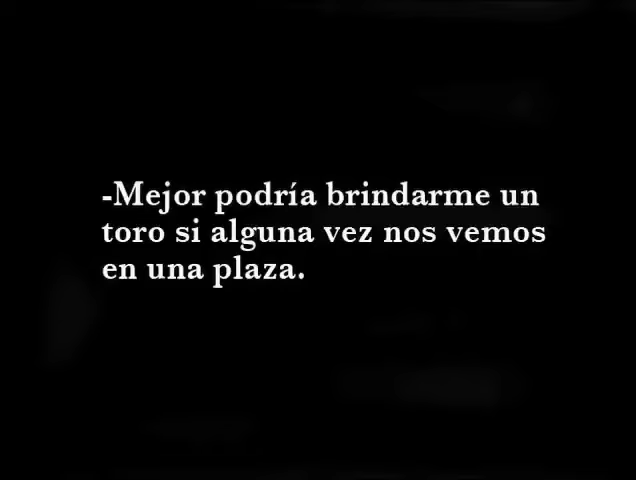 -Mejor podría brindarme un
toro si alguna vez nos vemos
en una plaza.